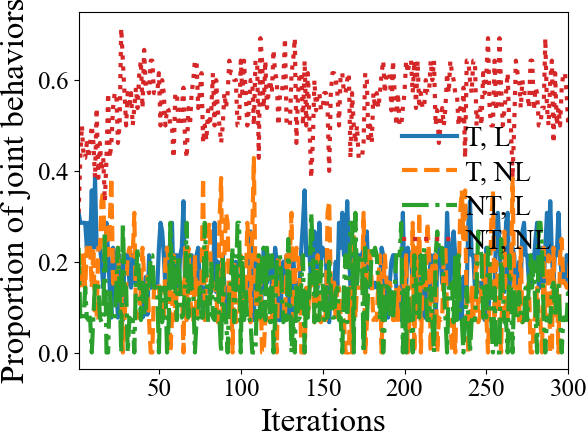 Proportion of joint behaviors
0.6
0.4
0.2
0.0
T, L
T, NL
NT, L
NT, NL
50
100
150
200
250
300
Iterations